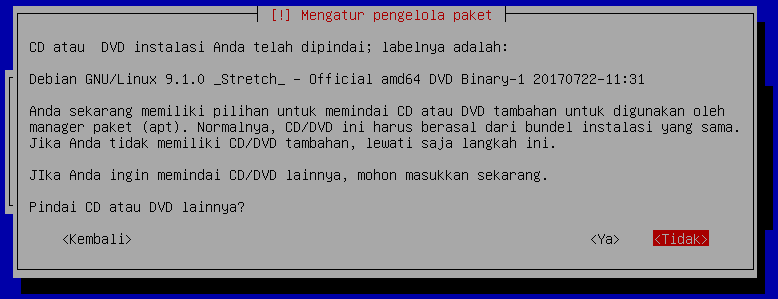 [!] Mengatur pengelola paket
CD atau  DVD instalasi Anda telah dipindai; labelnya adalah:
Debian GNU/Linux 9.1.0 _Stretch_ - Official amd64 DVD Binary-1 20170722-11:31
Anda sekarang memiliki pilihan untuk memindai CD atau DVD tambahan untuk digunakan oleh
manager paket (apt). Normalnya, CD/DVD ini harus berasal dari bundel instalasi yang sama.
Jika Anda tidak memiliki CD/DVD tambahan, lewati saja langkah ini.
JIka Anda ingin memindai CD/DVD lainnya, mohon masukkan sekarang.
Pindai CD atau DVD lainnya?
<Kembali> <Ya> <Tidak>